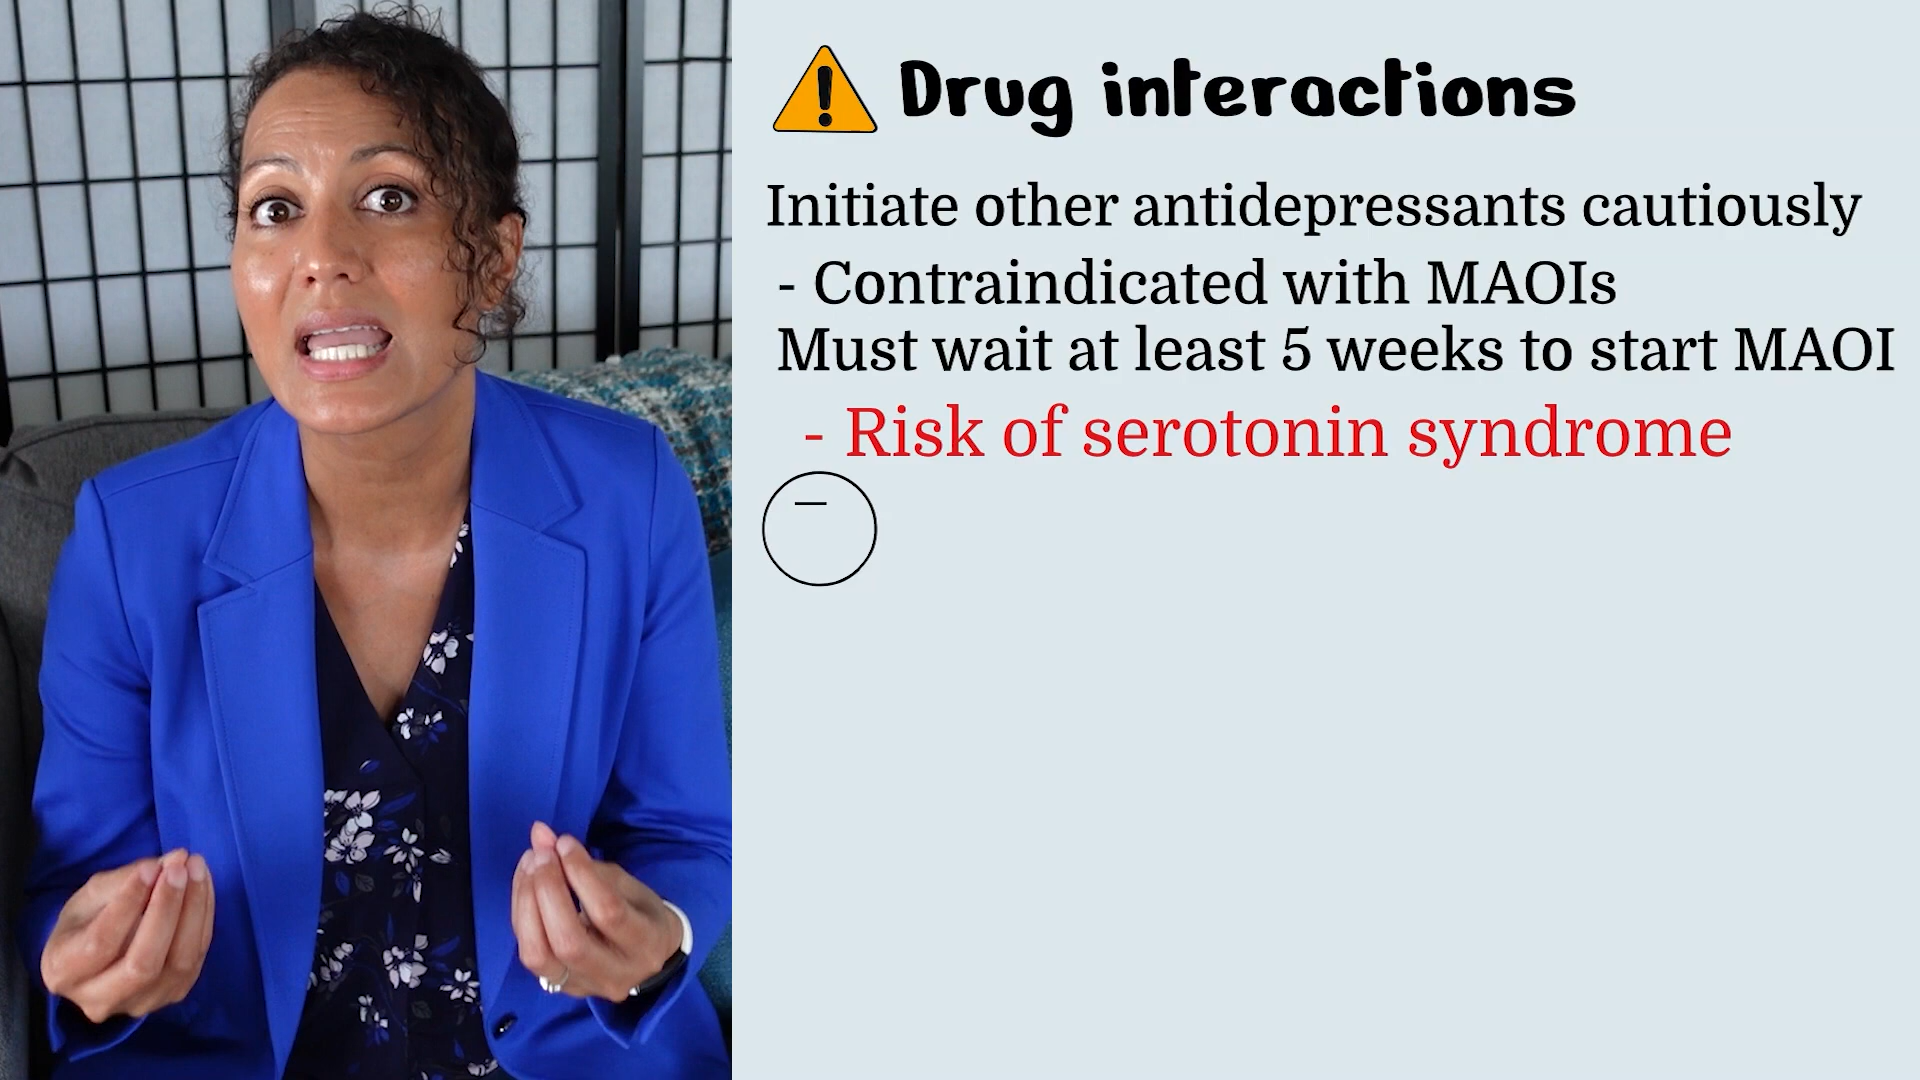 Drug interactions
Initiate other antidepressants cautiously
- Contraindicated with MAOIs
Must wait at least 5 weeks to start MAOI
- Risk of serotonin syndrome